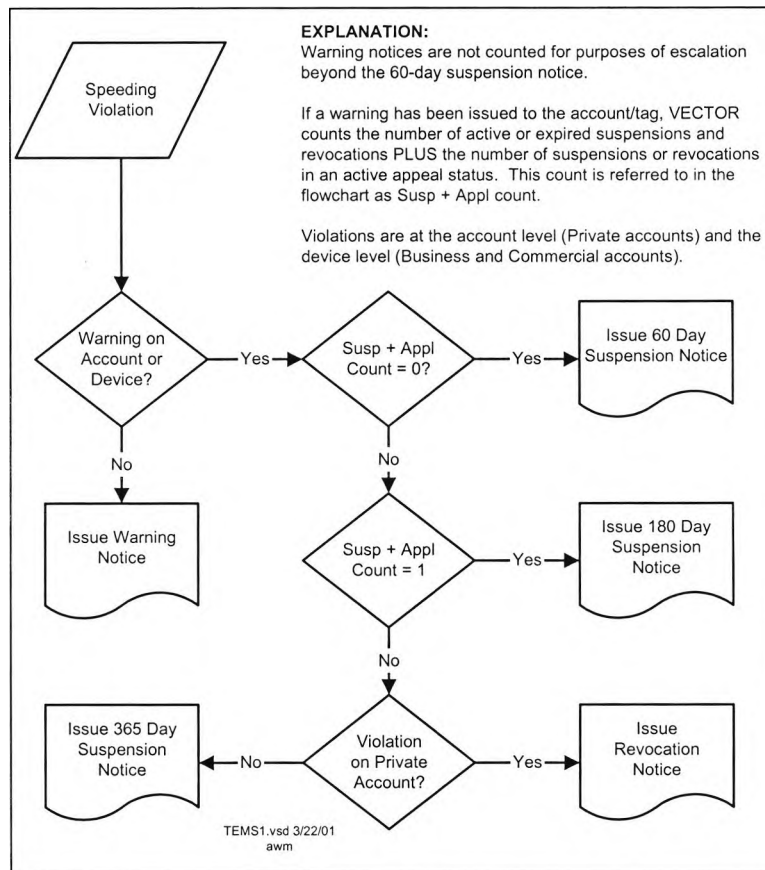 EXPLANATION:
Warning notices are not counted for purposes of escalation
beyond the 60-day suspension notice.
If a warning has been issued to the account/tag, VECTOR
counts the number of active or expired suspensions and
revocations PLUS the number of suspensions or revocations
in an active appeal status. This count is referred to in the
flowchart as Susp + Appl count.
Violations are at the account level (Private accounts) and the
device level (Business and Commercial accounts).
Speeding
Violation
Warning on
Account or
Device?
Yes
Susp + Appl
Count = 0?
Yes
Issue 60 Day
Suspension Notice
No
No
Issue Warning
Notice
Susp + Appl
Count = 1
Yes
Issue 180 Day
Suspension
Notice
No
Issue 365 Day
Suspension
Notice
No
Violation
on Private
Account?
Yes
Issue
Revocation
Notice
TEMS1.vsd 3/22/01
awm